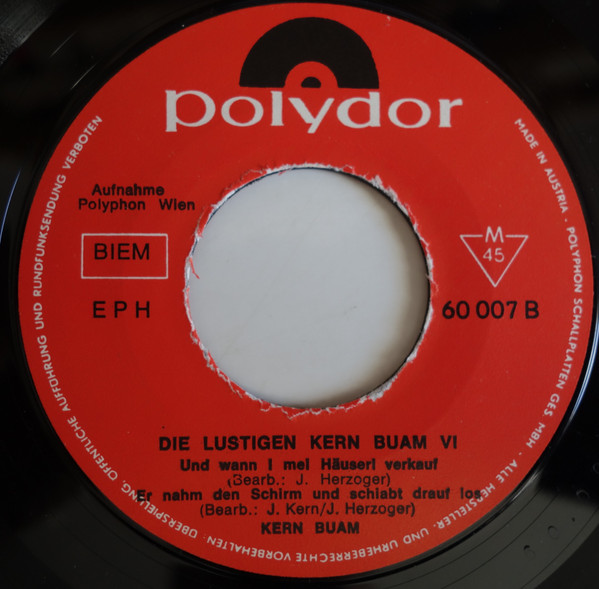 polydor
Aufnahme
Polyphon Wien
BIEM
E P H
M
45
60 007 B
DIE LUSTIGEN KERN BUAM VI
Und wann I mei Häuserl verkauf
(Bearb.: J. Herzoger)
Er nahm den Schirm und schlabt drauf los
(Bearb.: J. Kern/J. Herzoger)
KERN BUAM
MADE IN AUSTRIA - POLYPHON SCHALLPLATTEN GES MBH - ALLE HERSTELLER- UND URHEBERRECHTE VORBEHALTEN. ÜBERSPIELUNG, ÖFFENTLICHE AUFFÜHRUNG UND RUNDFUNKSENDUNG VERBOTEN